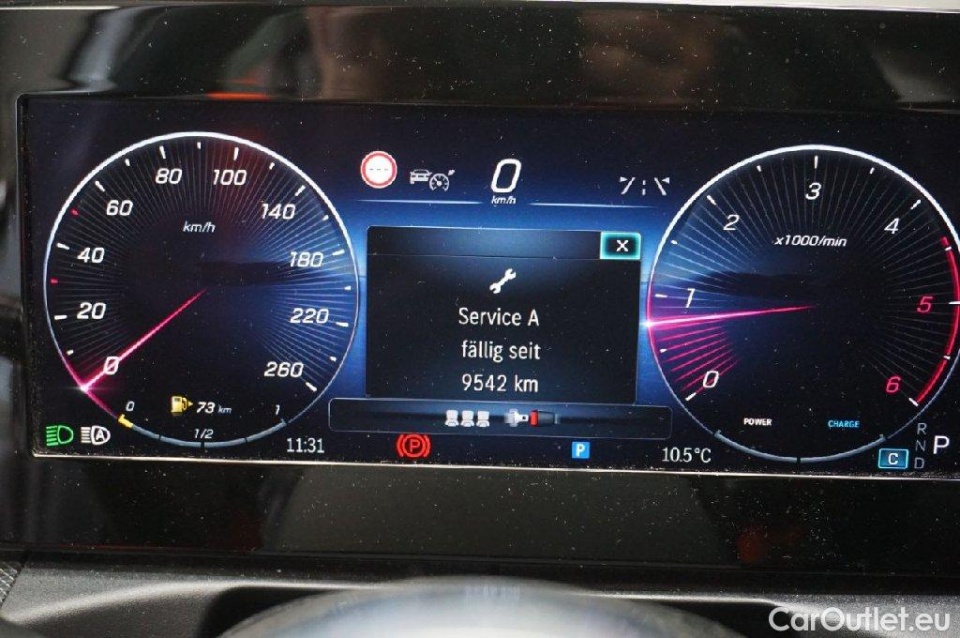 0
20
40
60
80
100
140
180
220
260
km/h
0
km/h
0
1/2
1
73 km
11:31
Service A
fällig seit
9542 km
P
P
10.5°C
0
1
2
3
4
5
6
x1000/min
POWER
CHARGE
C
R
N
D
P
CarOutlet.eu